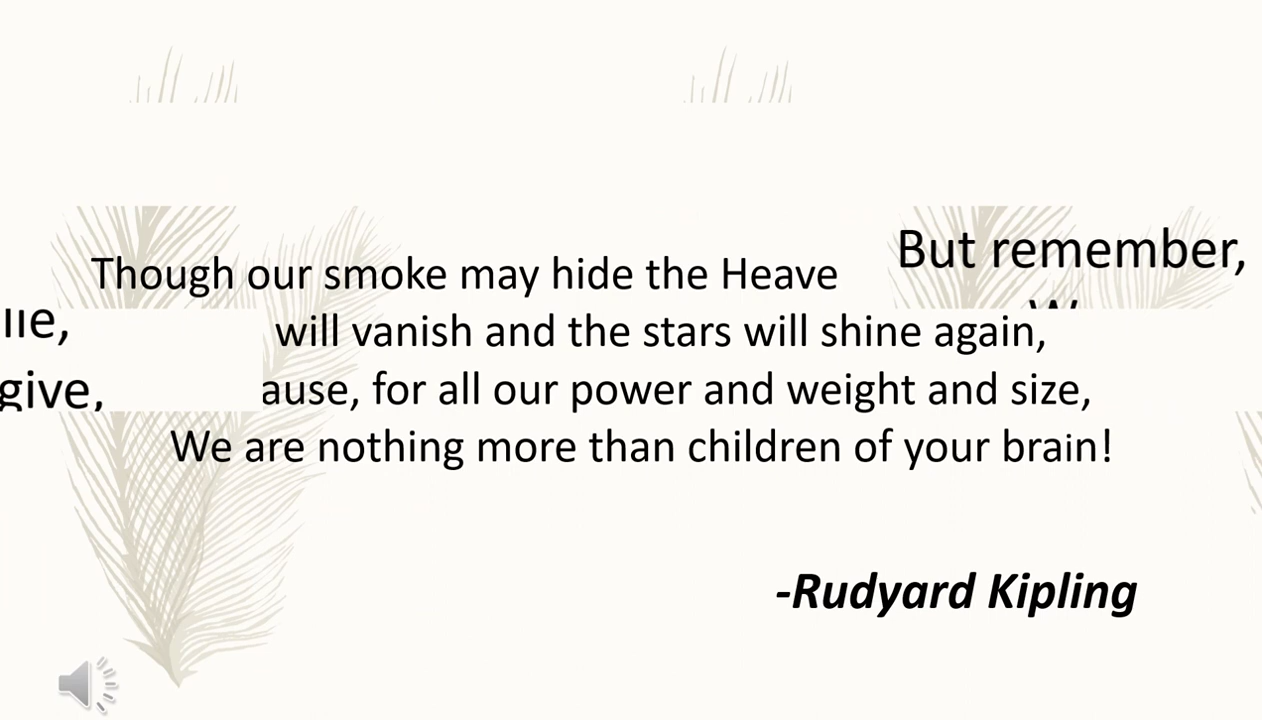 But remember,
Though our smoke may hide the Heave
will vanish and the stars will shine again,
give,
ause, for all our power and weight and size,
We are nothing more than children of your brain!
-Rudyard Kipling